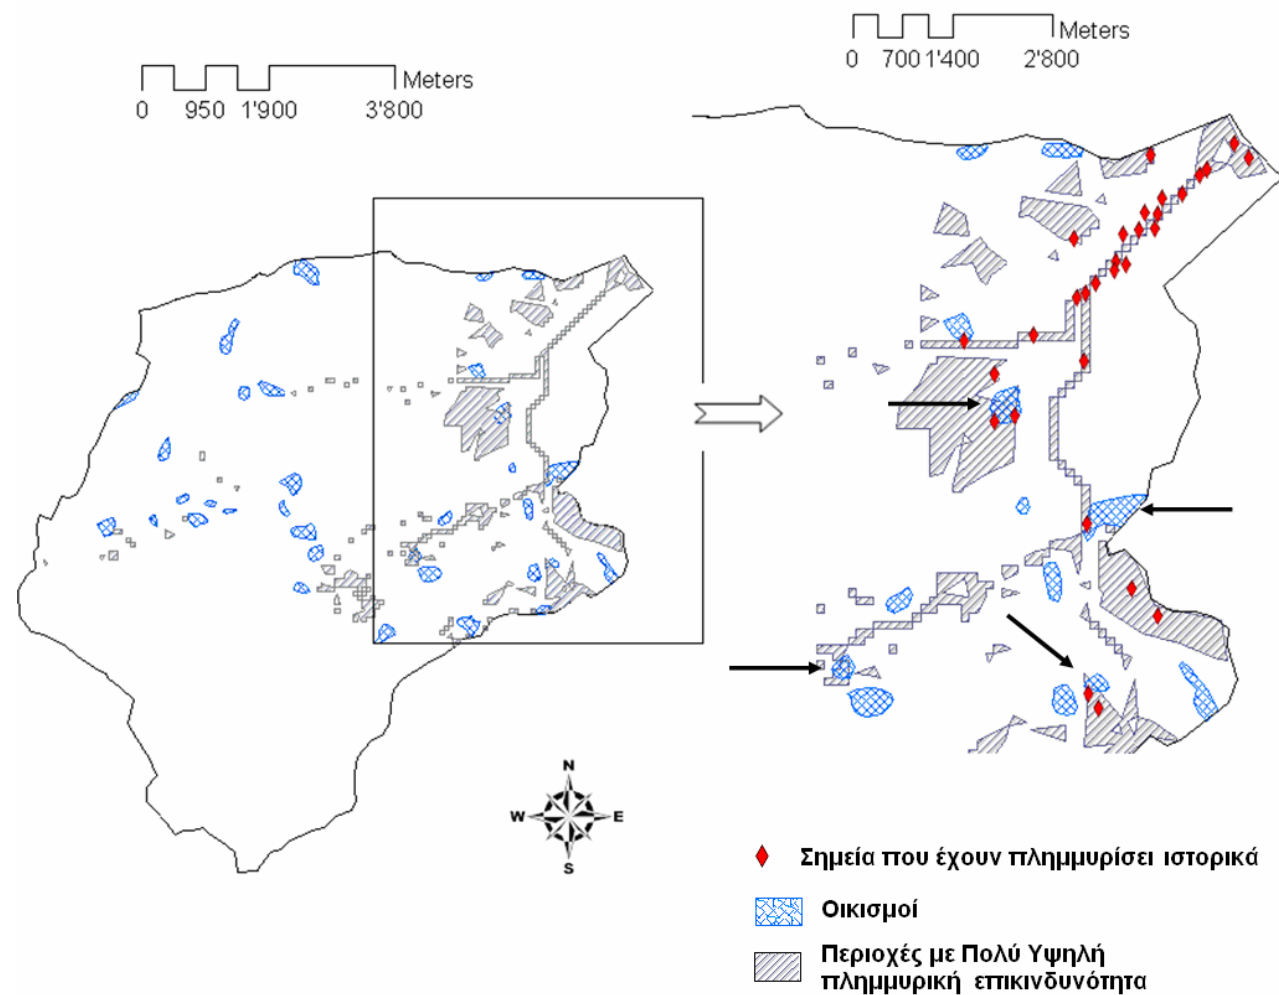 Meters
0 700 1'400 2'800
Meters
0 950 1'900 3'800
N
W E
S
Σημεία που έχουν πλημμυρίσει ιστορικά
Οικισμοί
Περιοχές με Πολύ Υψηλή
πλημμυρική επικινδυνότητα